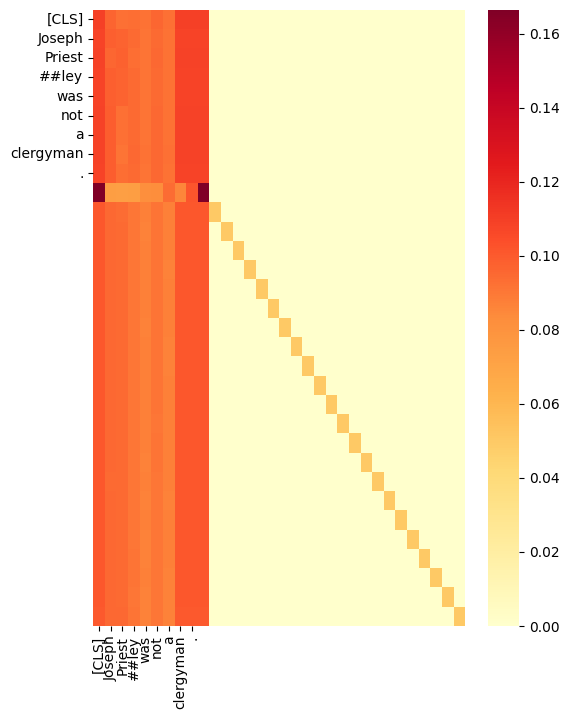 [CLS]
Joseph
Priest
##ley
was
not
a
clergyman
.
0.16
0.14
0.12
0.10
0.08
0.06
0.04
0.02
0.00
[CLS]
Joseph
Priest
##ley
was
not
a
clergyman
.